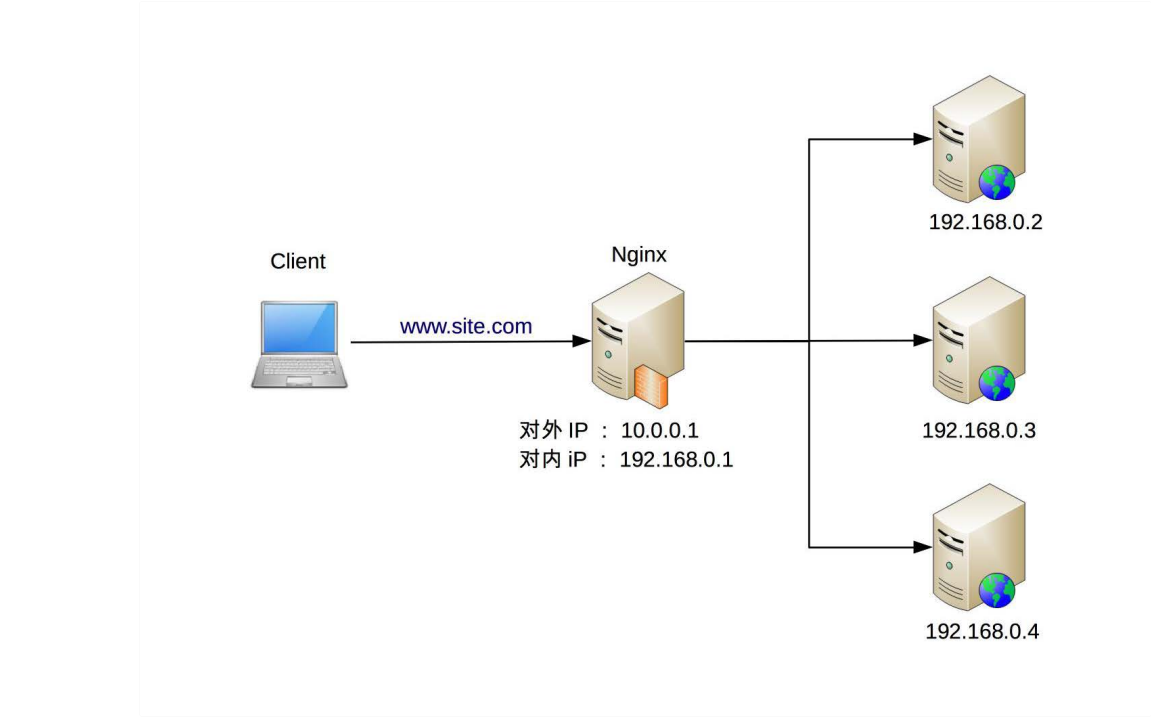 Client
www.site.com
Nginx
对外 IP ： 10.0.0.1
对内 iP ： 192.168.0.1
192.168.0.2
192.168.0.3
192.168.0.4